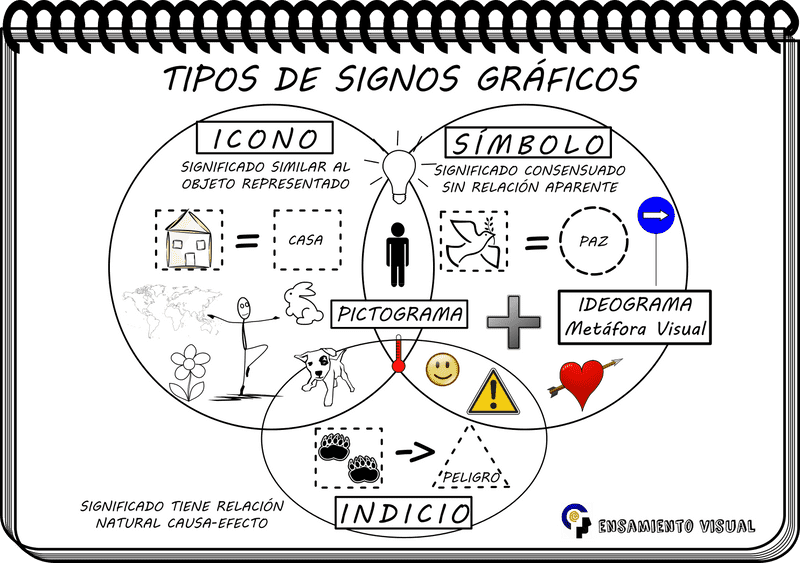 TIPOS DE SIGNOS GRÁFICOS
ICONO
SIGNIFICADO SIMILAR AL
OBJETO REPRESENTADO
=
CASA
SÍMBOLO
SIGNIFICADO CONSENSUADO
SIN RELACIÓN APARENTE
=
PAZ
PICTOGRAMA
IDEOGRAMA
Metáfora Visual
!
PELIGRO
INDICIO
SIGNIFICADO TIENE RELACIÓN
NATURAL CAUSA-EFECTO
PENSAMIENTO VISUAL